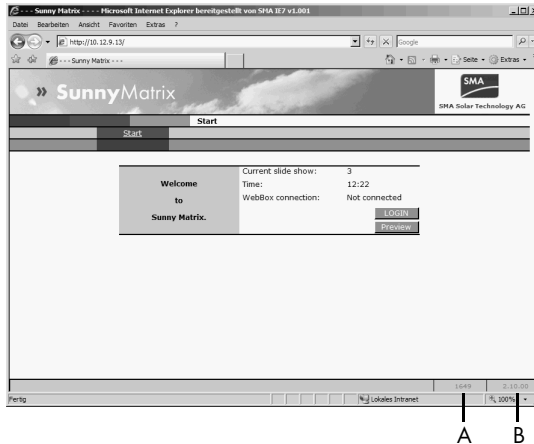 - - - Sunny Matrix - - - - Microsoft Internet Explorer bereitgestellt von SMA IE7 v1.001
Datei Bearbeiten Ansicht Favoriten Extras ?
http://10.12.9.13/
Google
- - - Sunny Matrix - - -
Seite
Extras
» SunnyMatrix
SMA
SMA Solar Technology AG
Start
Start
Welcome
to
Sunny Matrix.
Current slide show: 3
Time: 12:22
WebBox connection: Not connected
LOGIN
Preview
1649 2.10.00
Fertig
Lokales Intranet
100%
A B